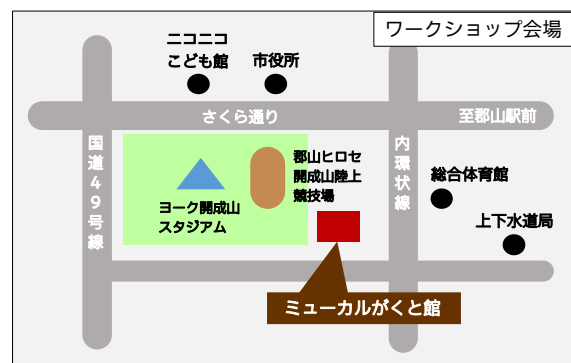 ワークショップ会場
ニコニコ
こども館
市役所
さくら通り
至郡山駅前
国道49号線
内環状線
郡山ヒロセ
開成山陸上
競技場
総合体育館
ヨーク開成山
スタジアム
上下水道局
ミューカルがくと館